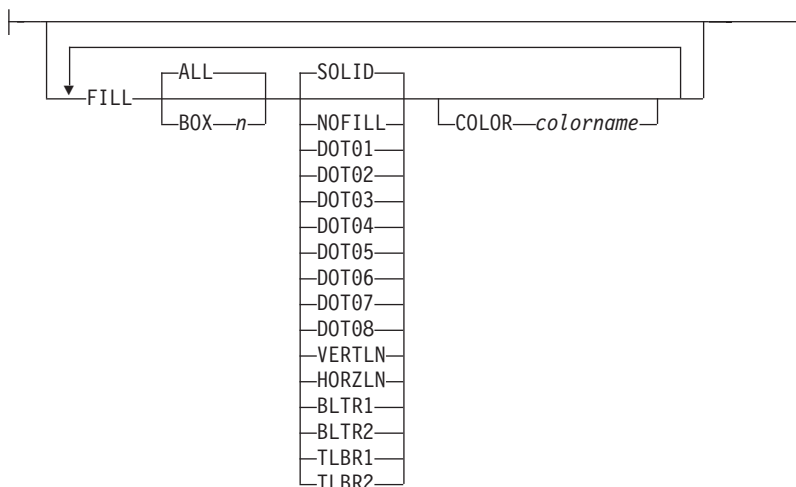 ALL SOLID
FILL
BOX n NOFILL COLOR colorname
DOT01
DOT02
DOT03
DOT04
DOT05
DOT06
DOT07
DOT08
VERTLN
HORZLN
BLTR1
BLTR2
TLBR1
TLBR2